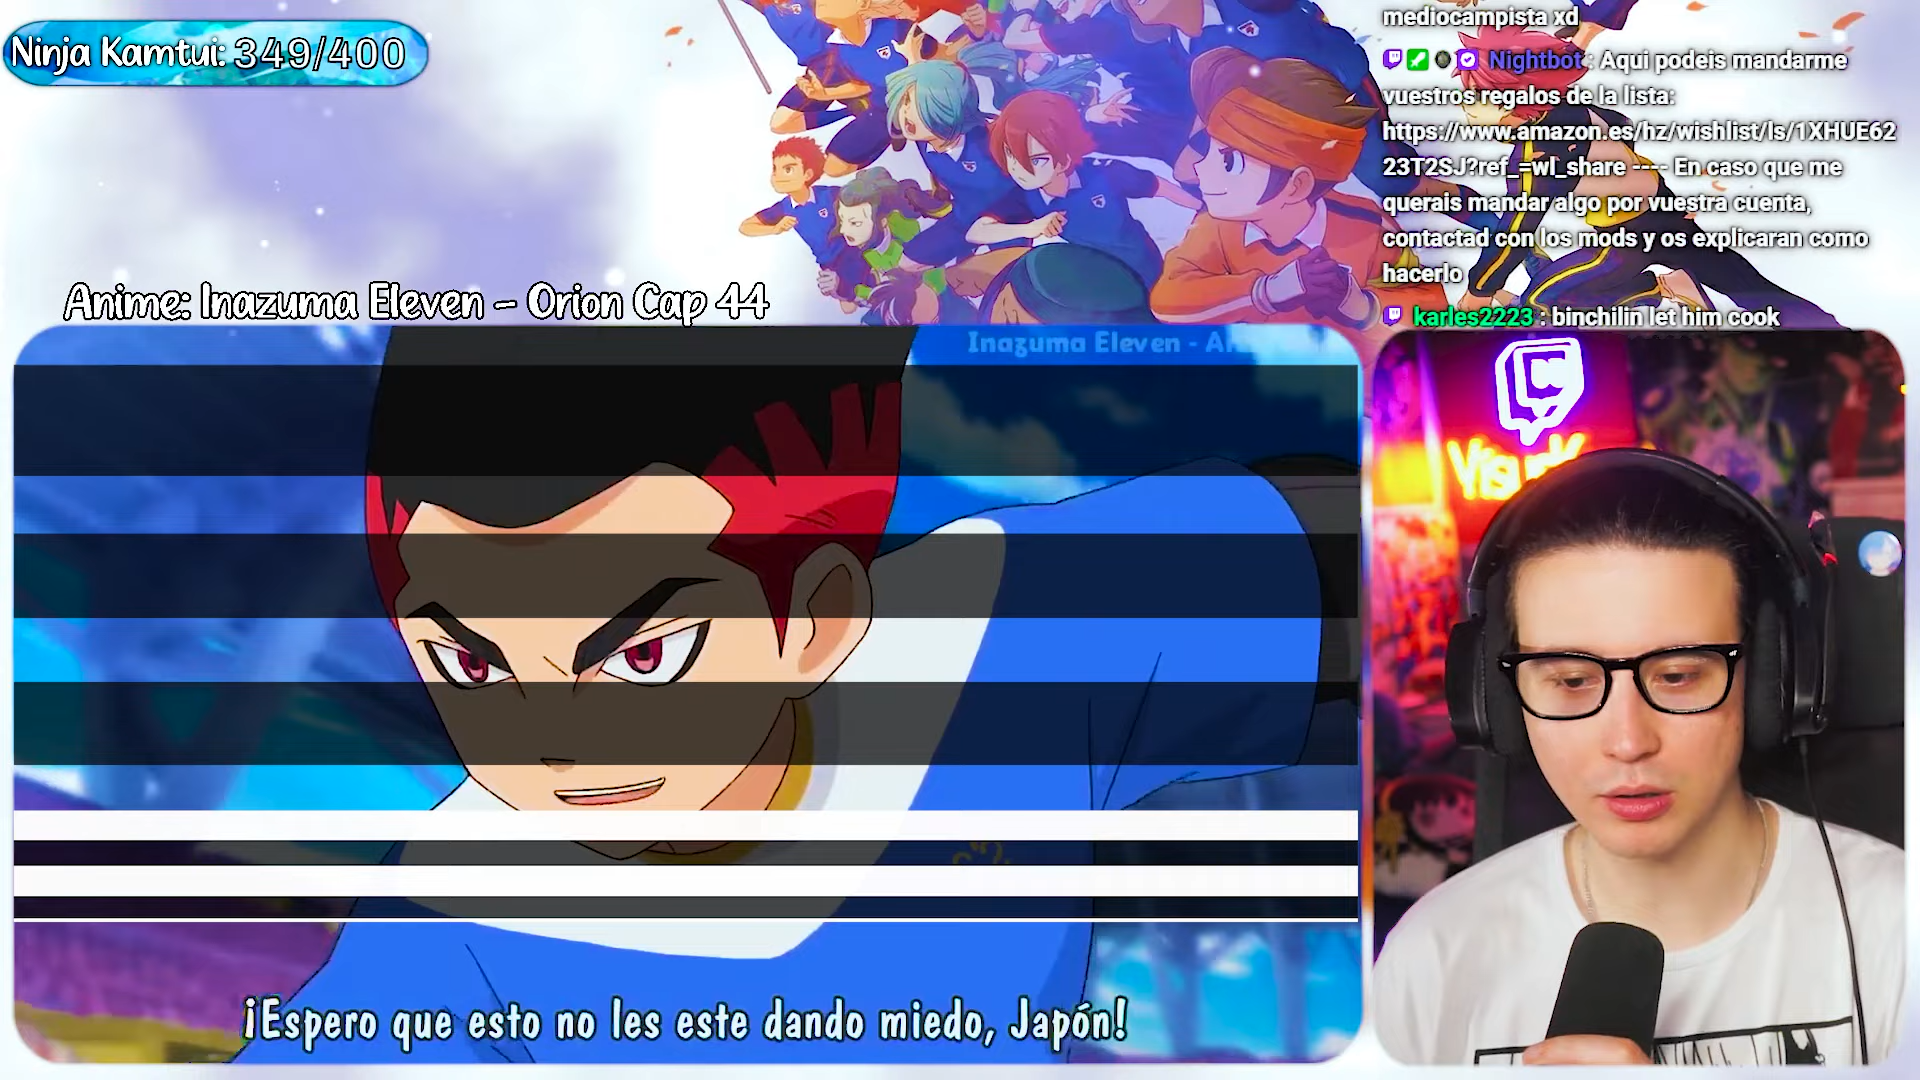 Ninja Kamtui: 349/400
mediocampista xd
Nightbot : Aqui podeis mandarme
vuestros regalos de la lista:
https://www.amazon.es/hz/wishlist/ls/1XHUE62
23T2SJ?ref_=wl_share ---- En caso que me
querais mandar algo por vuestra cuenta,
contactad con los mods y os explicaran como
hacerlo
karles2223 : binchilin let him cook
Anime: Inazuma Eleven - Orion Cap 44
Inazuma Eleven -
¡Espero que esto no les este dando miedo, Japón!